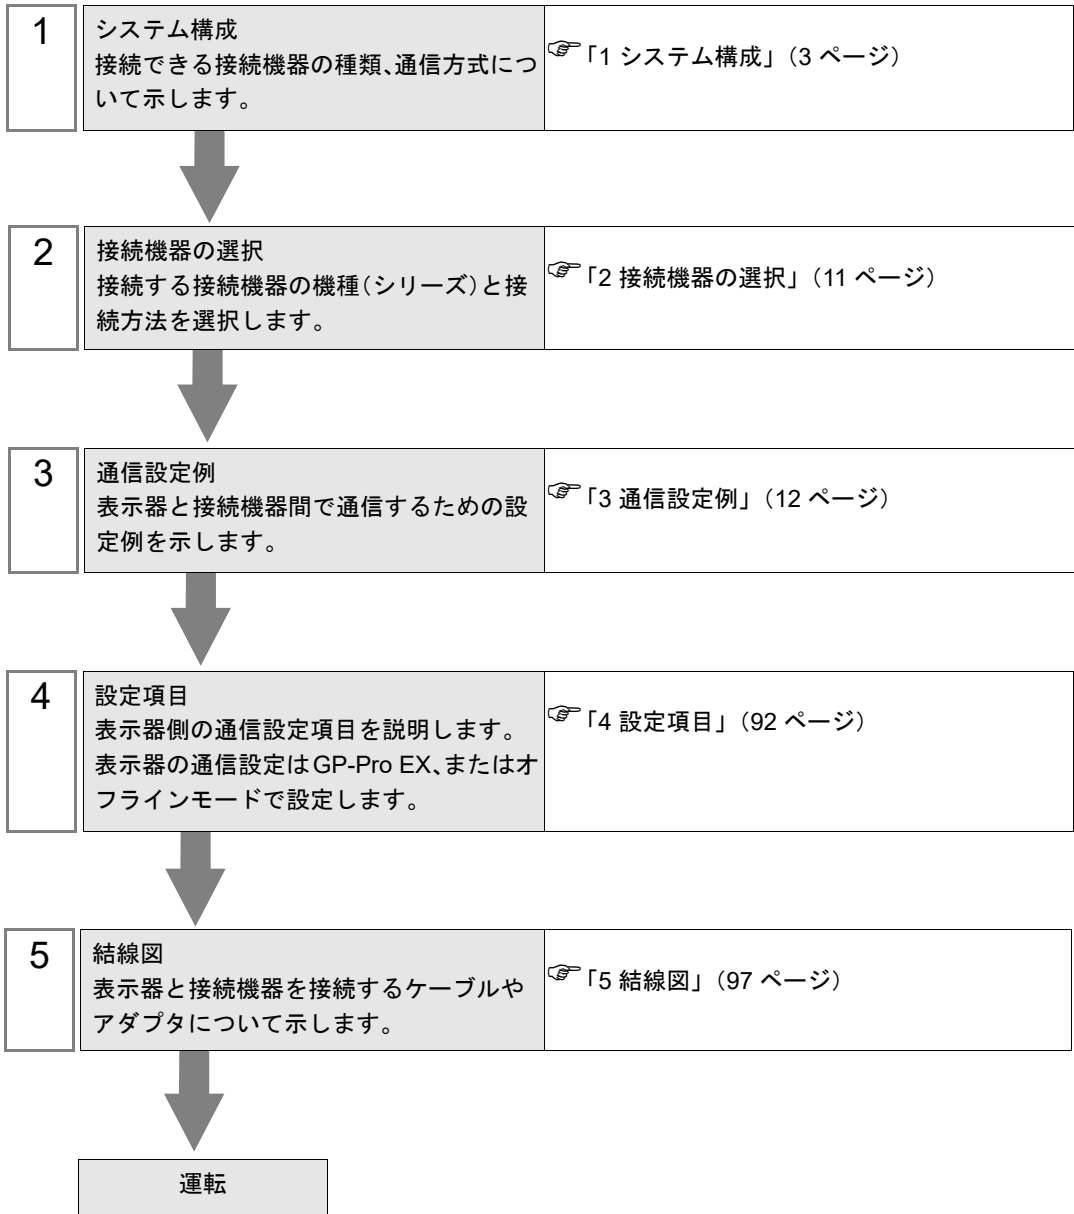 1
システム構成
接続できる接続機器の種類、通信方式につ
いて示します。
☞「1 システム構成」（3 ページ）
2
接続機器の選択
接続する接続機器の機種（シリーズ）と接
続方法を選択します。
☞「2 接続機器の選択」（11 ページ）
3
通信設定例
表示器と接続機器間で通信するための設
定例を示します。
☞「3 通信設定例」（12 ページ）
4
設定項目
表示器側の通信設定項目を説明します。
表示器の通信設定はGP-Pro EX、またはオ
フラインモードで設定します。
☞「4 設定項目」（92 ページ）
5
結線図
表示器と接続機器を接続するケーブルや
アダプタについて示します。
☞「5 結線図」（97 ページ）
運転